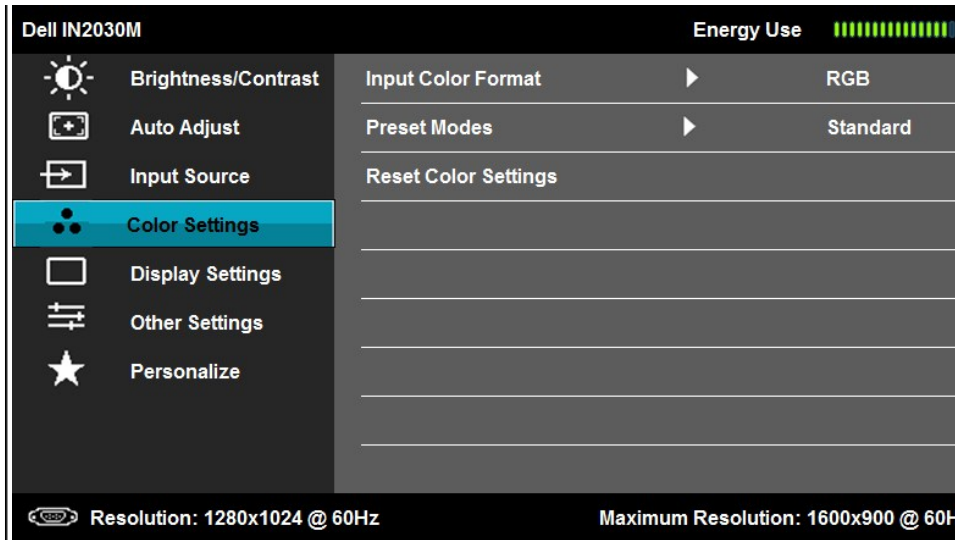 Dell IN2030M Energy Use
Brightness/Contrast Input Color Format RGB
Auto Adjust Preset Modes Standard
Input Source Reset Color Settings
Color Settings
Display Settings
Other Settings
Personalize
Resolution: 1280x1024 @ 60Hz Maximum Resolution: 1600x900 @ 60H